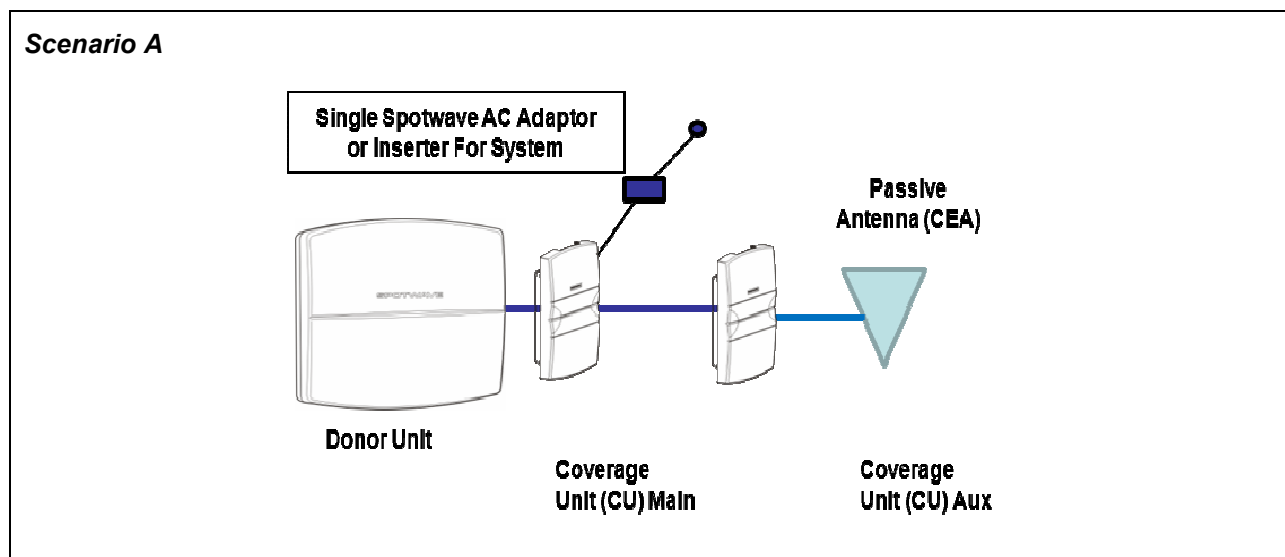 Scenario A
Single Spotwave AC Adaptor
or Inserter For System
Passive
Antenna (CEA)
SPOTWAVE
Donor Unit
Coverage
Unit (CU) Main
Coverage
Unit (CU) Aux